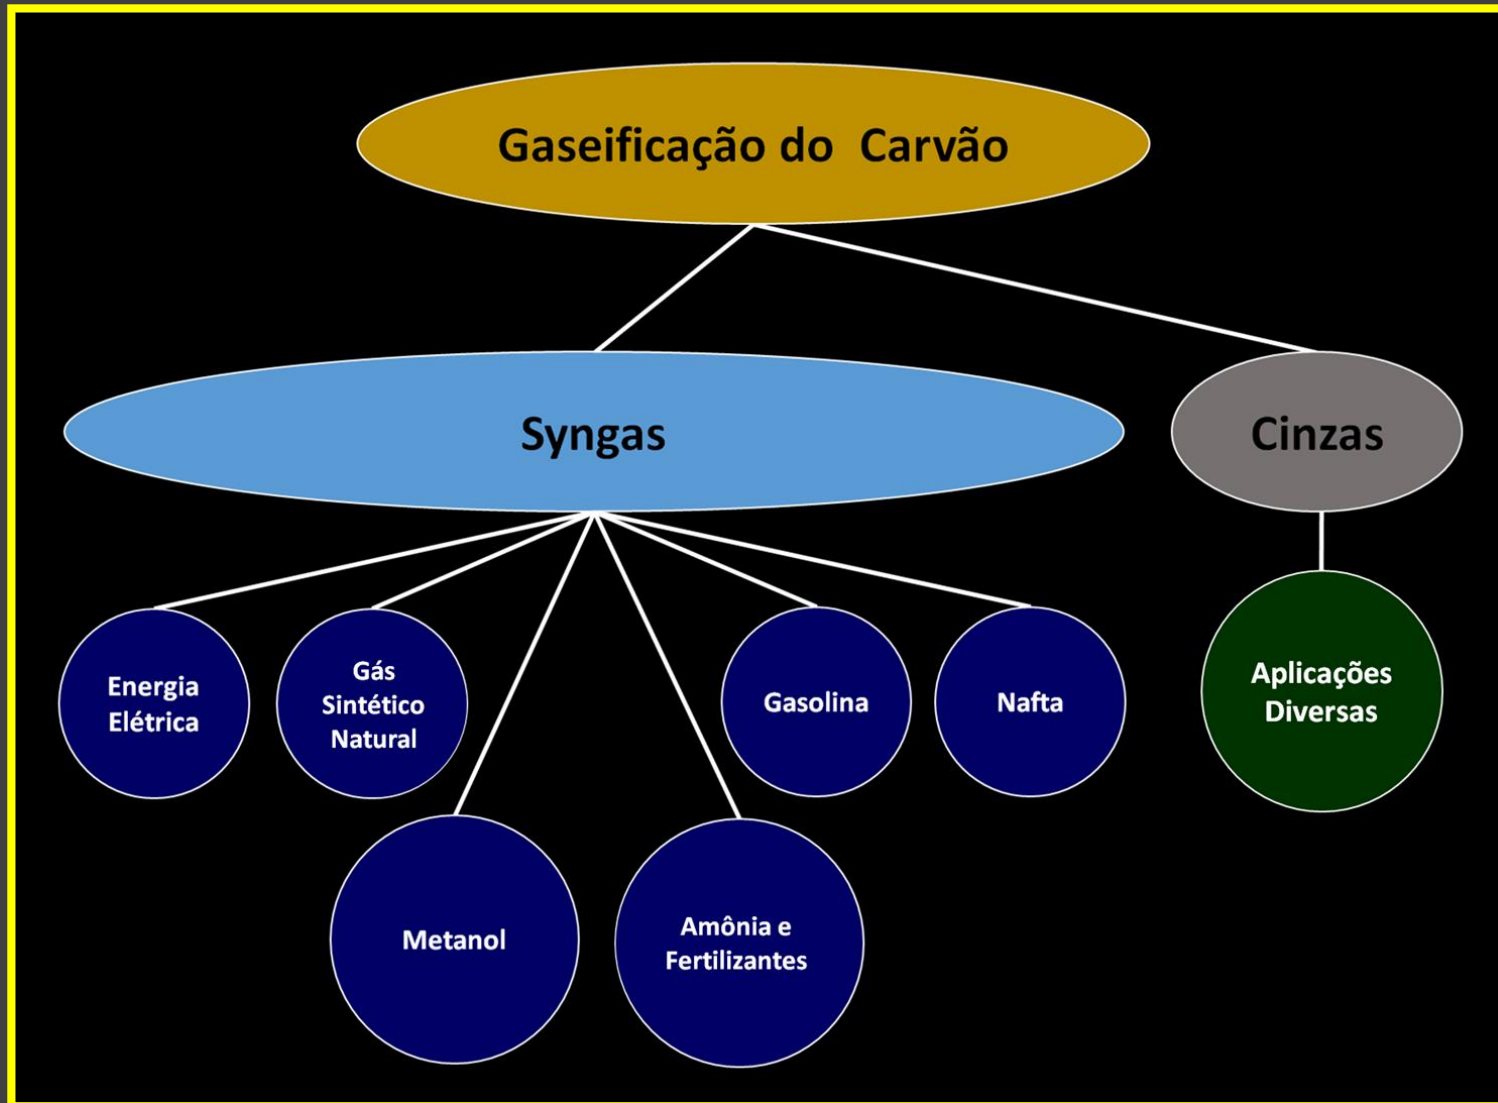 Gaseificação do  Carvão
Syngas
Cinzas
Energia
Elétrica
Gás
Sintético
Natural
Gasolina
Nafta
Aplicações
Diversas
Metanol
Amônia e
Fertilizantes